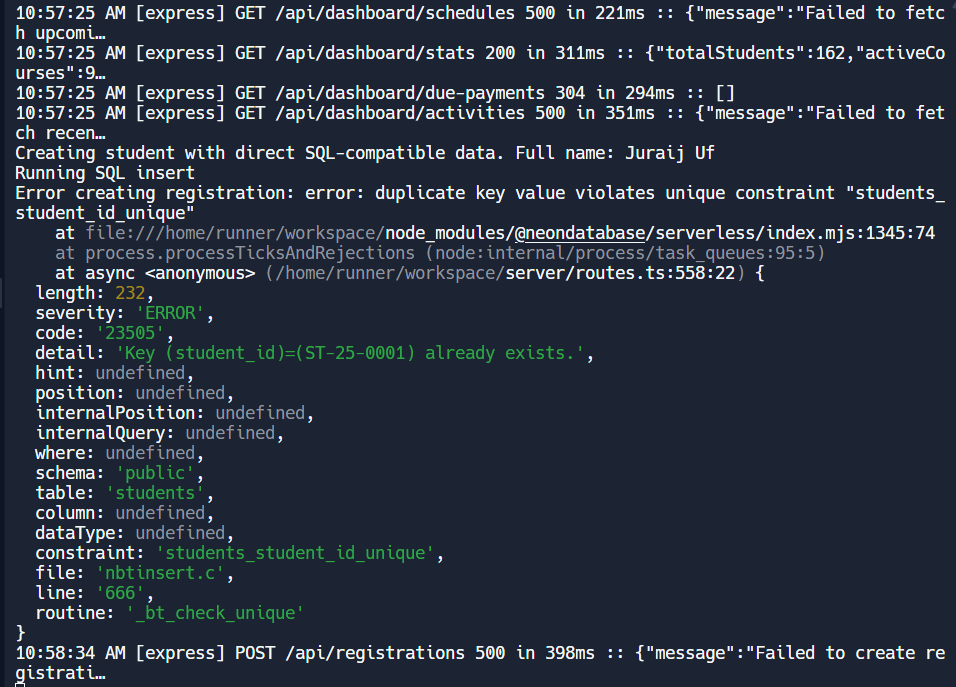 10:57:25 AM [express] GET /api/dashboard/schedules 500 in 221ms :: {"message":"Failed to fetc
h upcomi…
10:57:25 AM [express] GET /api/dashboard/stats 200 in 311ms :: {"totalStudents":162,"activeCo
urses":9…
10:57:25 AM [express] GET /api/dashboard/due-payments 304 in 294ms :: []
10:57:25 AM [express] GET /api/dashboard/activities 500 in 351ms :: {"message":"Failed to fet
ch recen…
Creating student with direct SQL-compatible data. Full name: Juraij Uf
Running SQL insert
Error creating registration: error: duplicate key value violates unique constraint "students_
student_id_unique"
    at file:///home/runner/workspace/node_modules/@neondatabase/serverless/index.mjs:1345:74
    at process.processTicksAndRejections (node:internal/process/task_queues:95:5)
    at async <anonymous> (/home/runner/workspace/server/routes.ts:558:22) {
  length: 232,
  severity: 'ERROR',
  code: '23505',
  detail: 'Key (student_id)=(ST-25-0001) already exists.',
  hint: undefined,
  position: undefined,
  internalPosition: undefined,
  internalQuery: undefined,
  where: undefined,
  schema: 'public',
  table: 'students',
  column: undefined,
  dataType: undefined,
  constraint: 'students_student_id_unique',
  file: 'nbtinsert.c',
  line: '666',
  routine: '_bt_check_unique'
}
10:58:34 AM [express] POST /api/registrations 500 in 398ms :: {"message":"Failed to create re
gistrati…